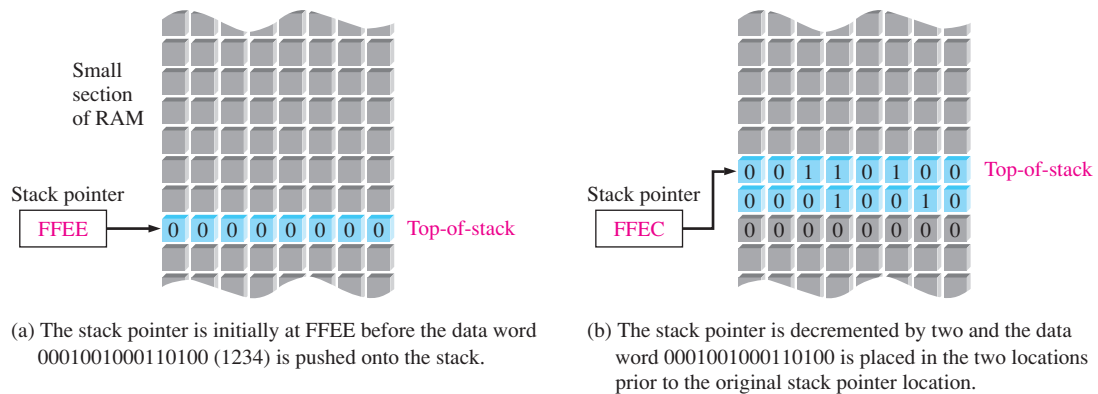 Small
section
of RAM
Stack pointer
FFEE
0 0 0 0 0 0 0 0
Top-of-stack
(a) The stack pointer is initially at FFEE before the data word
0001001000110100 (1234) is pushed onto the stack.
0 0 1 1 0 1 0 0
Top-of-stack
Stack pointer
0 0 0 1 0 0 1 0
FFEC
0 0 0 0 0 0 0 0
(b) The stack pointer is decremented by two and the data
word 0001001000110100 is placed in the two locations
prior to the original stack pointer location.